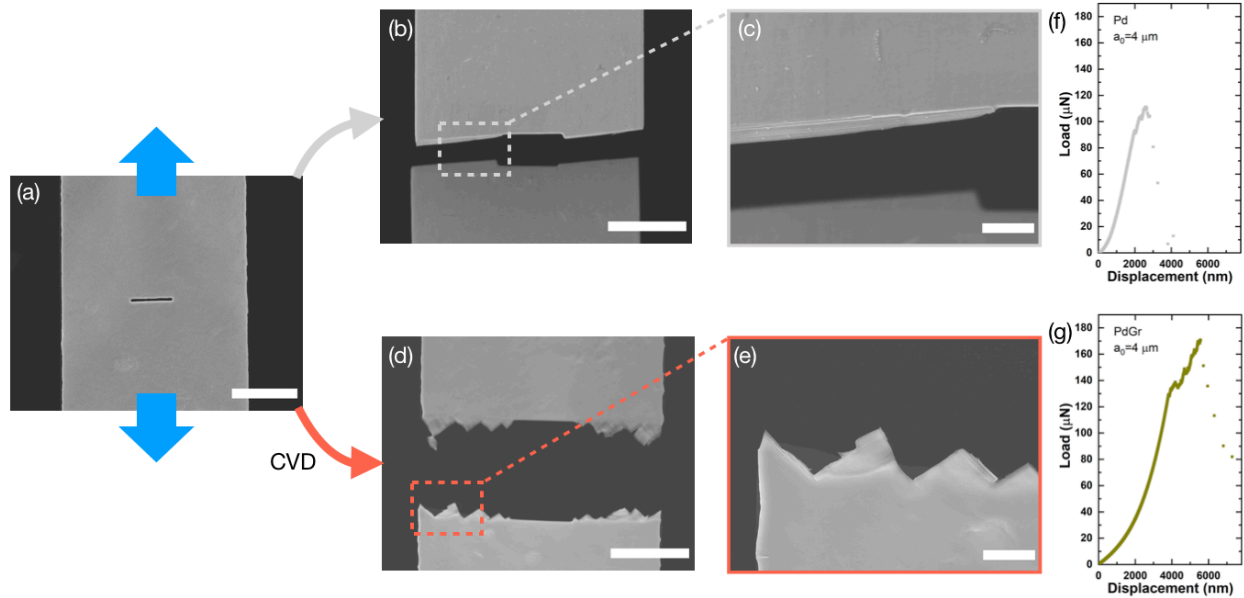 (a)
CVD
(b)
(c)
(d)
(e)
(f)
Pd
a₀=4 μm
Load (μN)
180
160
140
120
100
80
60
40
20
0
0 2000 4000 6000
Displacement (nm)
(g)
PdGr
a₀=4 μm
Load (μN)
180
160
140
120
100
80
60
40
20
0
0 2000 4000 6000
Displacement (nm)